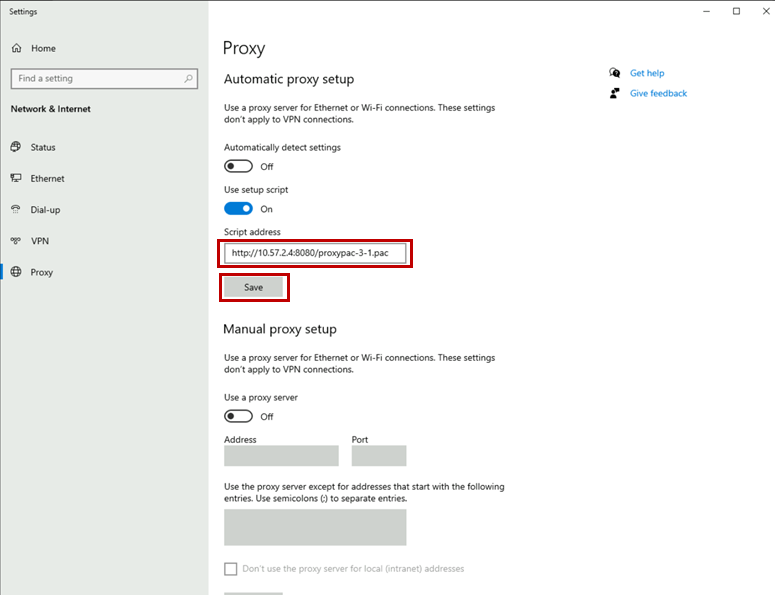 Settings
Home
Find a setting
Network & Internet
Status
Ethernet
Dial-up
VPN
Proxy
Proxy
Automatic proxy setup
Use a proxy server for Ethernet or Wi-Fi connections. These settings
don't apply to VPN connections.
Automatically detect settings
Off
Use setup script
On
Script address
http://10.57.2.4:8080/proxypac-3-1.pac
Save
Manual proxy setup
Use a proxy server for Ethernet or Wi-Fi connections. These settings
don't apply to VPN connections.
Use a proxy server
Off
Address Port
Use the proxy server except for addresses that start with the following
entries. Use semicolons (;) to separate entries.
Don't use the proxy server for local (intranet) addresses
Get help
Give feedback